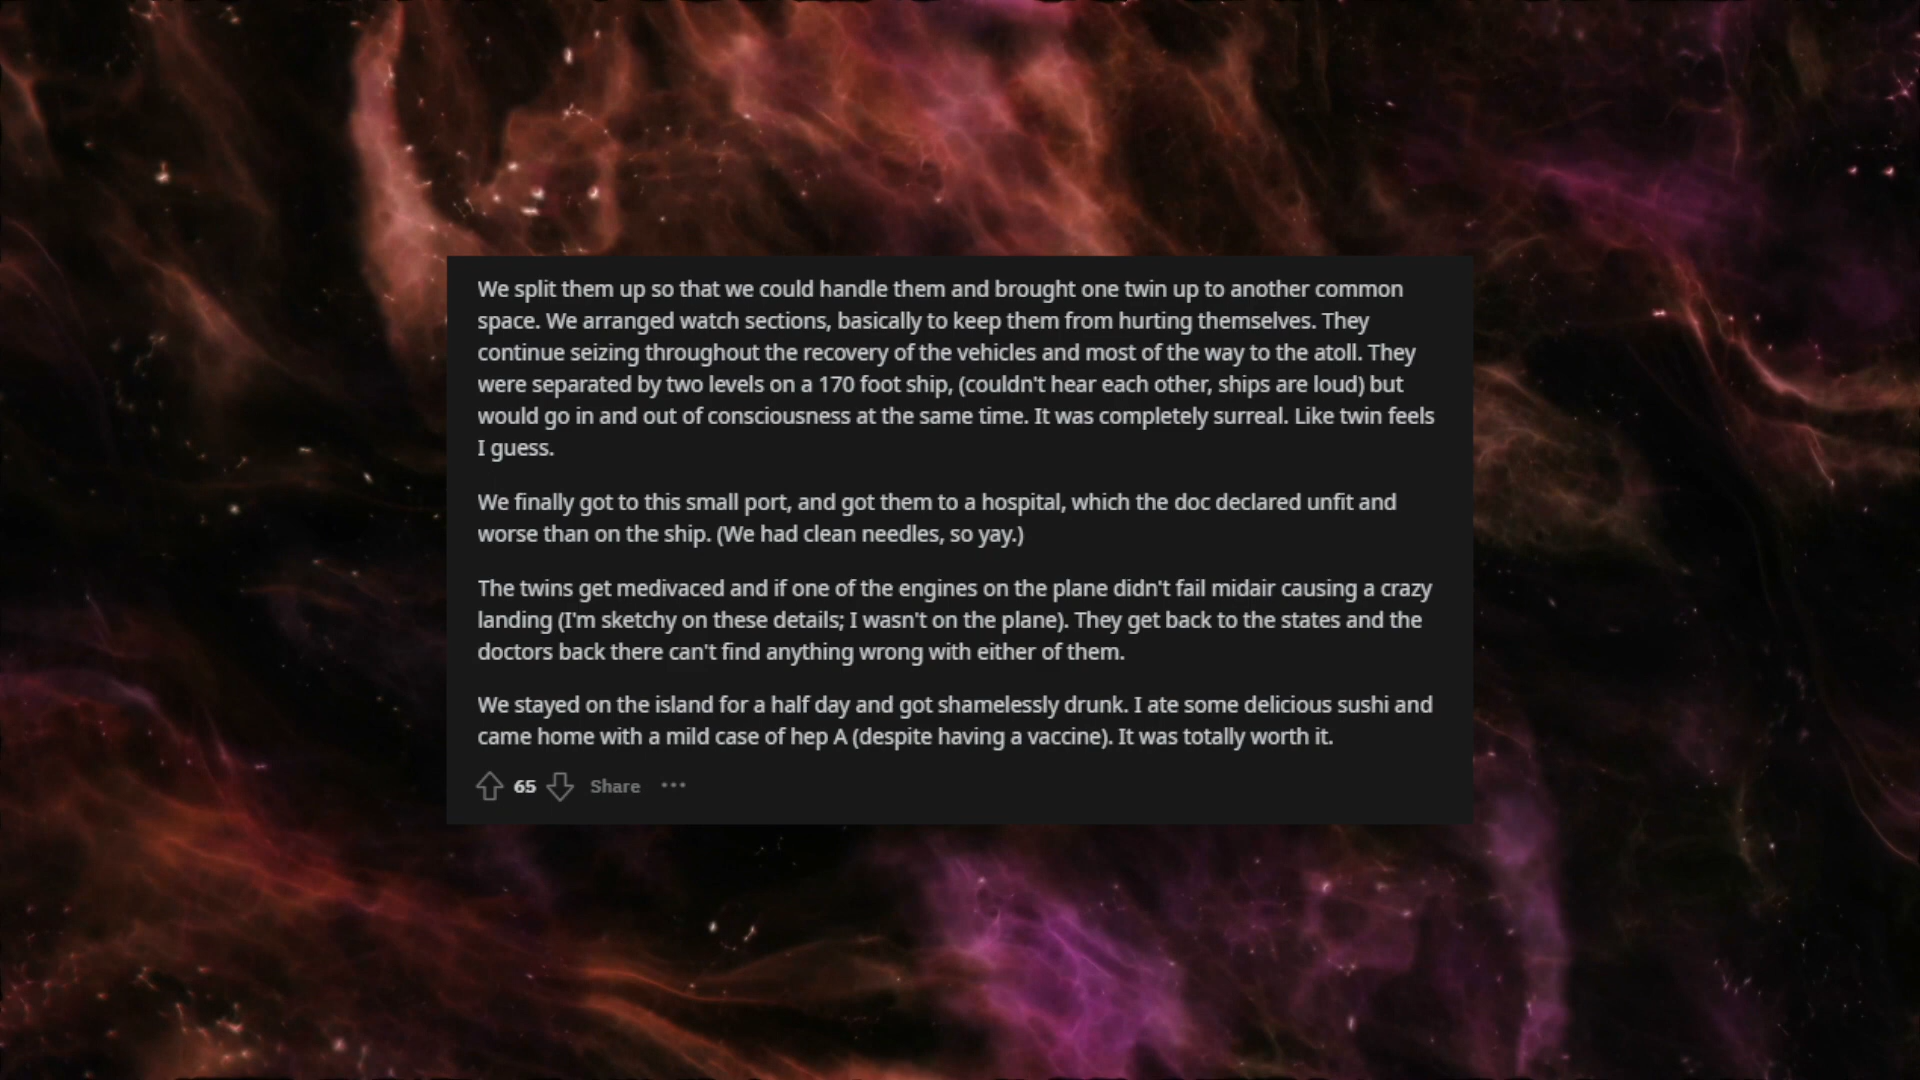 We split them up so that we could handle them and brought one twin up to another common
space. We arranged watch sections, basically to keep them from hurting themselves. They
continue seizing throughout the recovery of the vehicles and most of the way to the atoll. They
were separated by two levels on a 170 foot ship, (couldn't hear each other, ships are loud) but
would go in and out of consciousness at the same time. It was completely surreal. Like twin feels
I guess.
We finally got to this small port, and got them to a hospital, which the doc declared unfit and
worse than on the ship. (We had clean needles, so yay.)
The twins get medivaced and if one of the engines on the plane didn't fail midair causing a crazy
landing (I'm sketchy on these details; I wasn't on the plane). They get back to the states and the
doctors back there can't find anything wrong with either of them.
We stayed on the island for a half day and got shamelessly drunk. I ate some delicious sushi and
came home with a mild case of hep A (despite having a vaccine). It was totally worth it.
65 Share •••